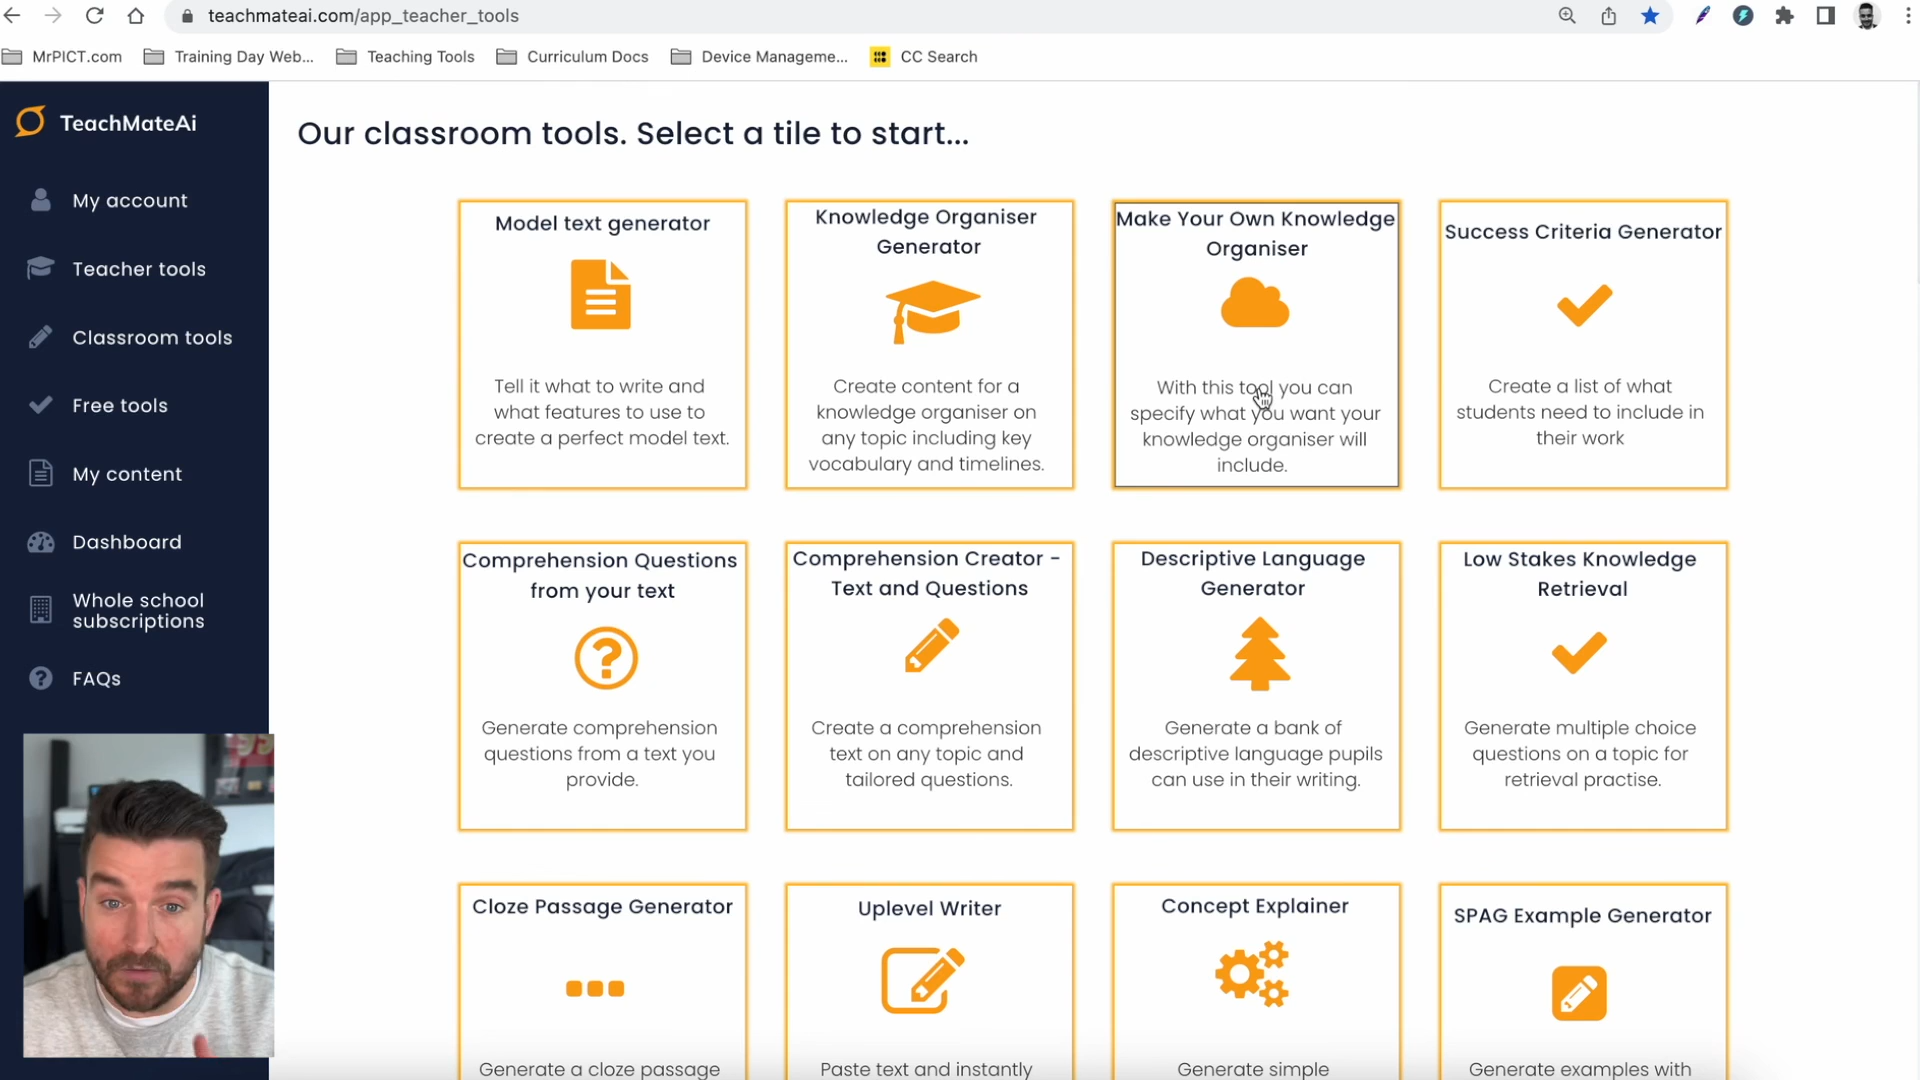 teachmateai.com/app_teacher_tools
MrPICT.com
Training Day Web...
Teaching Tools
Curriculum Docs
Device Manageme...
CC Search
TeachMateAi
My account
Teacher tools
Classroom tools
Free tools
My content
Dashboard
Whole school
subscriptions
FAQs
Our classroom tools. Select a tile to start...
Model text generator
Tell it what to write and
what features to use to
create a perfect model text.
Knowledge Organiser
Generator
Create content for a
knowledge organiser on
any topic including key
vocabulary and timelines.
Make Your Own Knowledge
Organiser
With this tool you can
specify what you want your
knowledge organiser will
include.
Success Criteria Generator
Create a list of what
students need to include in
their work
Comprehension Questions
from your text
Generate comprehension
questions from a text you
provide.
Comprehension Creator -
Text and Questions
Create a comprehension
text on any topic and
tailored questions.
Descriptive Language
Generator
Generate a bank of
descriptive language pupils
can use in their writing.
Low Stakes Knowledge
Retrieval
Generate multiple choice
questions on a topic for
retrieval practise.
Cloze Passage Generator
Generate a cloze passage
Uplevel Writer
Paste text and instantly
Concept Explainer
Generate simple
SPAG Example Generator
Generate examples with